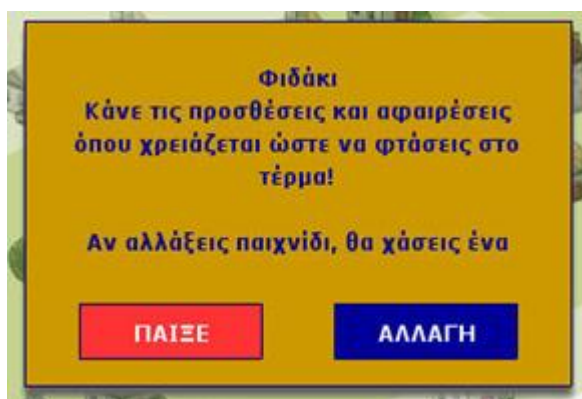 Φιδάκι
Κάνε τις προσθέσεις και αφαιρέσεις
όπου χρειάζεται ώστε να φτάσεις στο
τέρμα!
Αν αλλάξεις παιχνίδι, θα χάσεις ένα
ΠΑΙΞΕ
ΑΛΛΑΓΗ